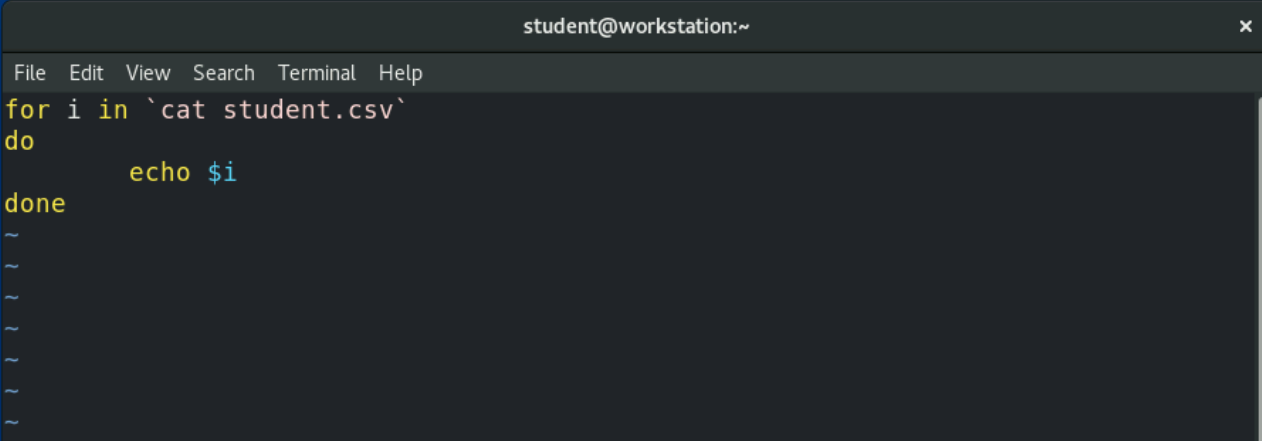 student@workstation:~
×
File Edit View Search Terminal Help
for i in `cat student.csv`
do
        echo $i
done
~
~
~
~
~
~
~